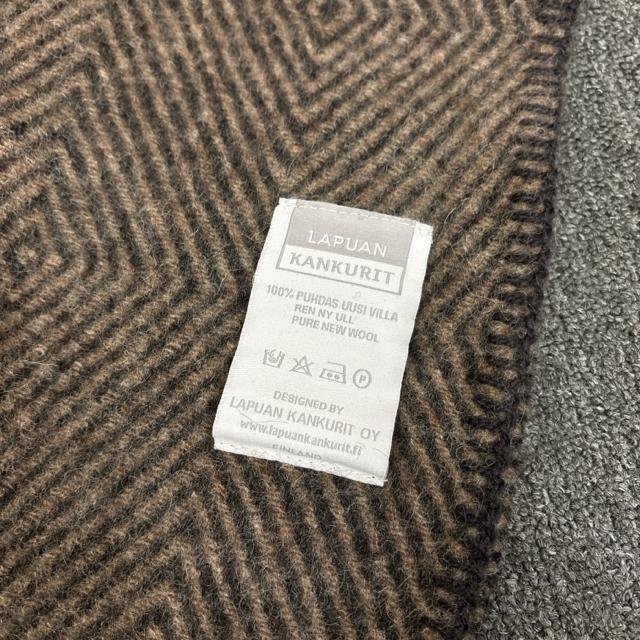 LAPUAN
KANKURIT
100% PUHDAS UUSI VILLA
REN NY ULL
PURE NEW WOOL
P
DESIGNED BY
LAPUAN KANKURIT OY
www.lapuankankurit.fi
FINLAND